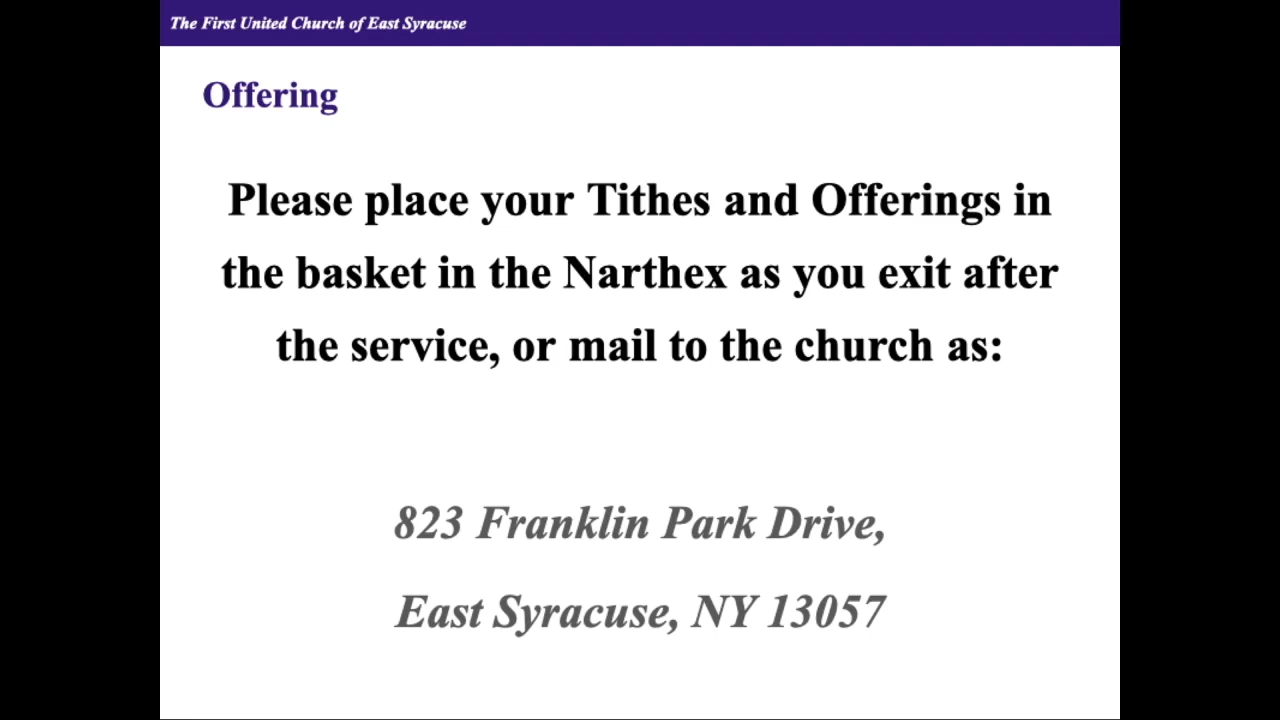 The First United Church of East Syracuse
Offering
Please place your Tithes and Offerings in
the basket in the Narthex as you exit after
the service, or mail to the church as:
823 Franklin Park Drive,
East Syracuse, NY 13057